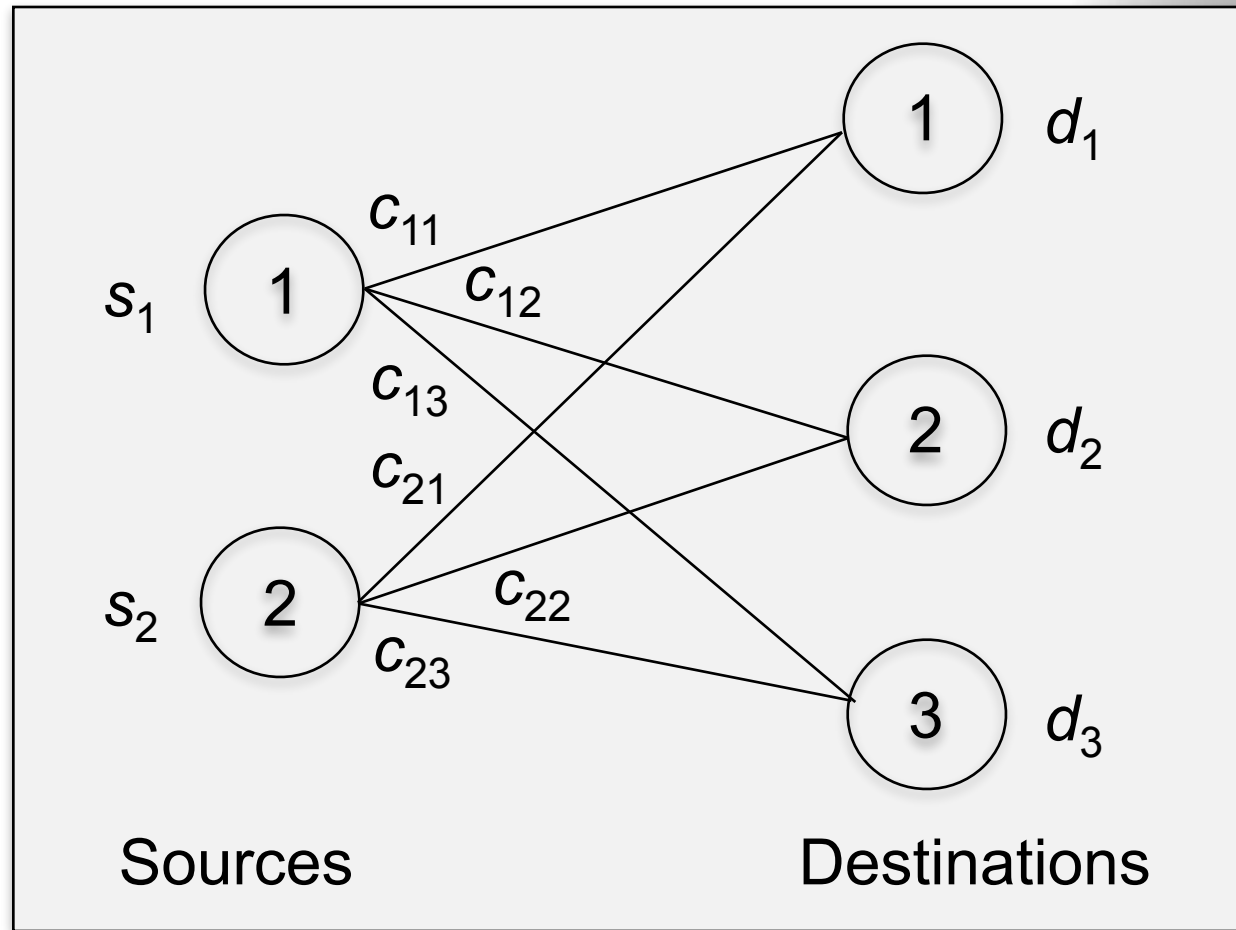 1 d1
c11
s1 1 c12
c13
2 d2
c21
s2 2 c22
c23
3 d3
Sources Destinations